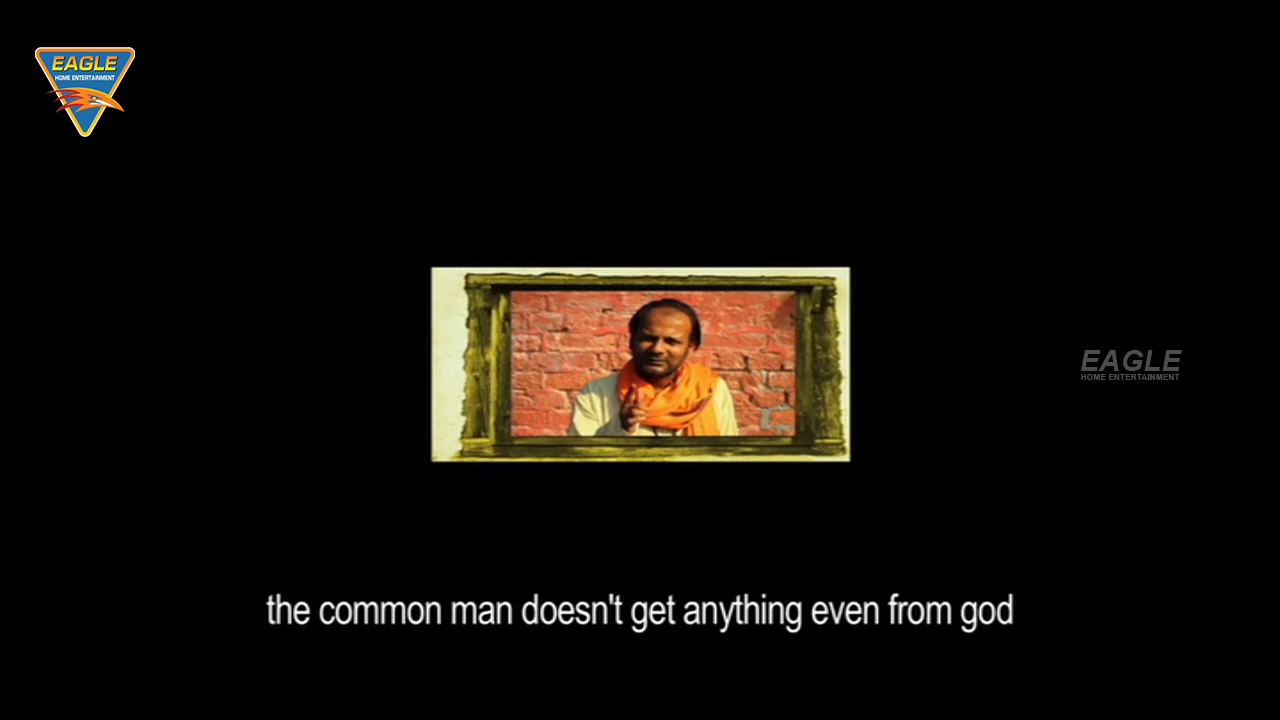 EAGLE
HOME ENTERTAINMENT
EAGLE
HOME ENTERTAINMENT
the common man doesn't get anything even from god